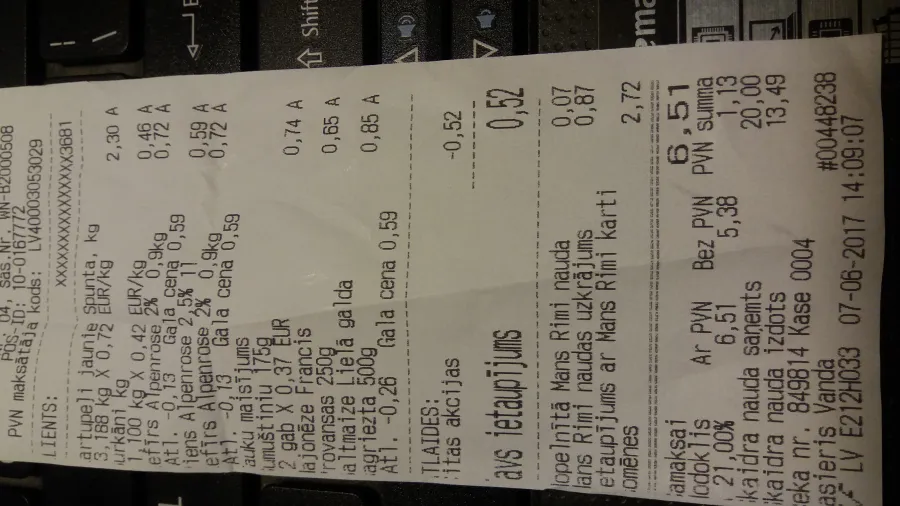 04, Sas.Nr. WN-B2000508
POS-ID: 10-0167772
PVN maksātāja kods: LV40003053029
LIENTS: XXXXXXXXXXXXXXX3681
artupeļi jaunie Spunta, kg
3,188 kg X 0,72 EUR/kg 2,30 A
urķani kg
1,100 kg X 0,42 EUR/kg 0,46 A
efīrs Alpenrose 2% 0,9kg 0,72 A
Atl. -0,13 Gala cena 0,59
iens Alpenrose 2,5% 1l 0,59 A
efīrs Alpenrose 2% 0,9kg 0,72 A
Atl. -0,13 Gala cena 0,59
auku maisījums
umuštiņiu 175g
2 gab X 0,37 EUR 0,74 A
ajonēze Francis
rovansas 250g 0,65 A
altmaize Lielā galda
agriezta 500g 0,85 A
Atl. -0,26 Gala cena 0,59
TLAIDES:
itas akcijas -0,52
avs ietaupījums 0,52
opelnītā Mans Rimi nauda 0,07
ans Rimi naudas uzkrājums 0,87
etaupījums ar Mans Rimi karti
omēnes 2,72
amaksai 6,51
odoklis Ar PVN Bez PVN PVN summa
21,00% 6,51 5,38 1,13
kaidra nauda saņemts 20,00
kaidra nauda izdots 13,49
eka nr. 849814 Kase 0004
asieris Vanda #00448238
LV E212HC33 07-06-2017 14:09:07
Shift